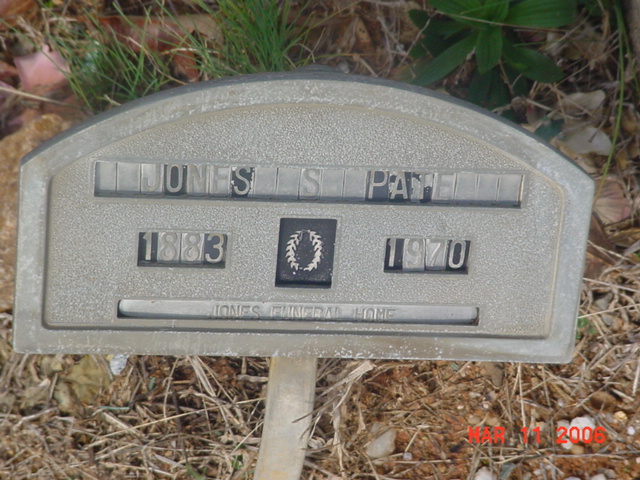 JONES S PATE
1883 1970
JONES FUNERAL HOME
MAR 11 2006